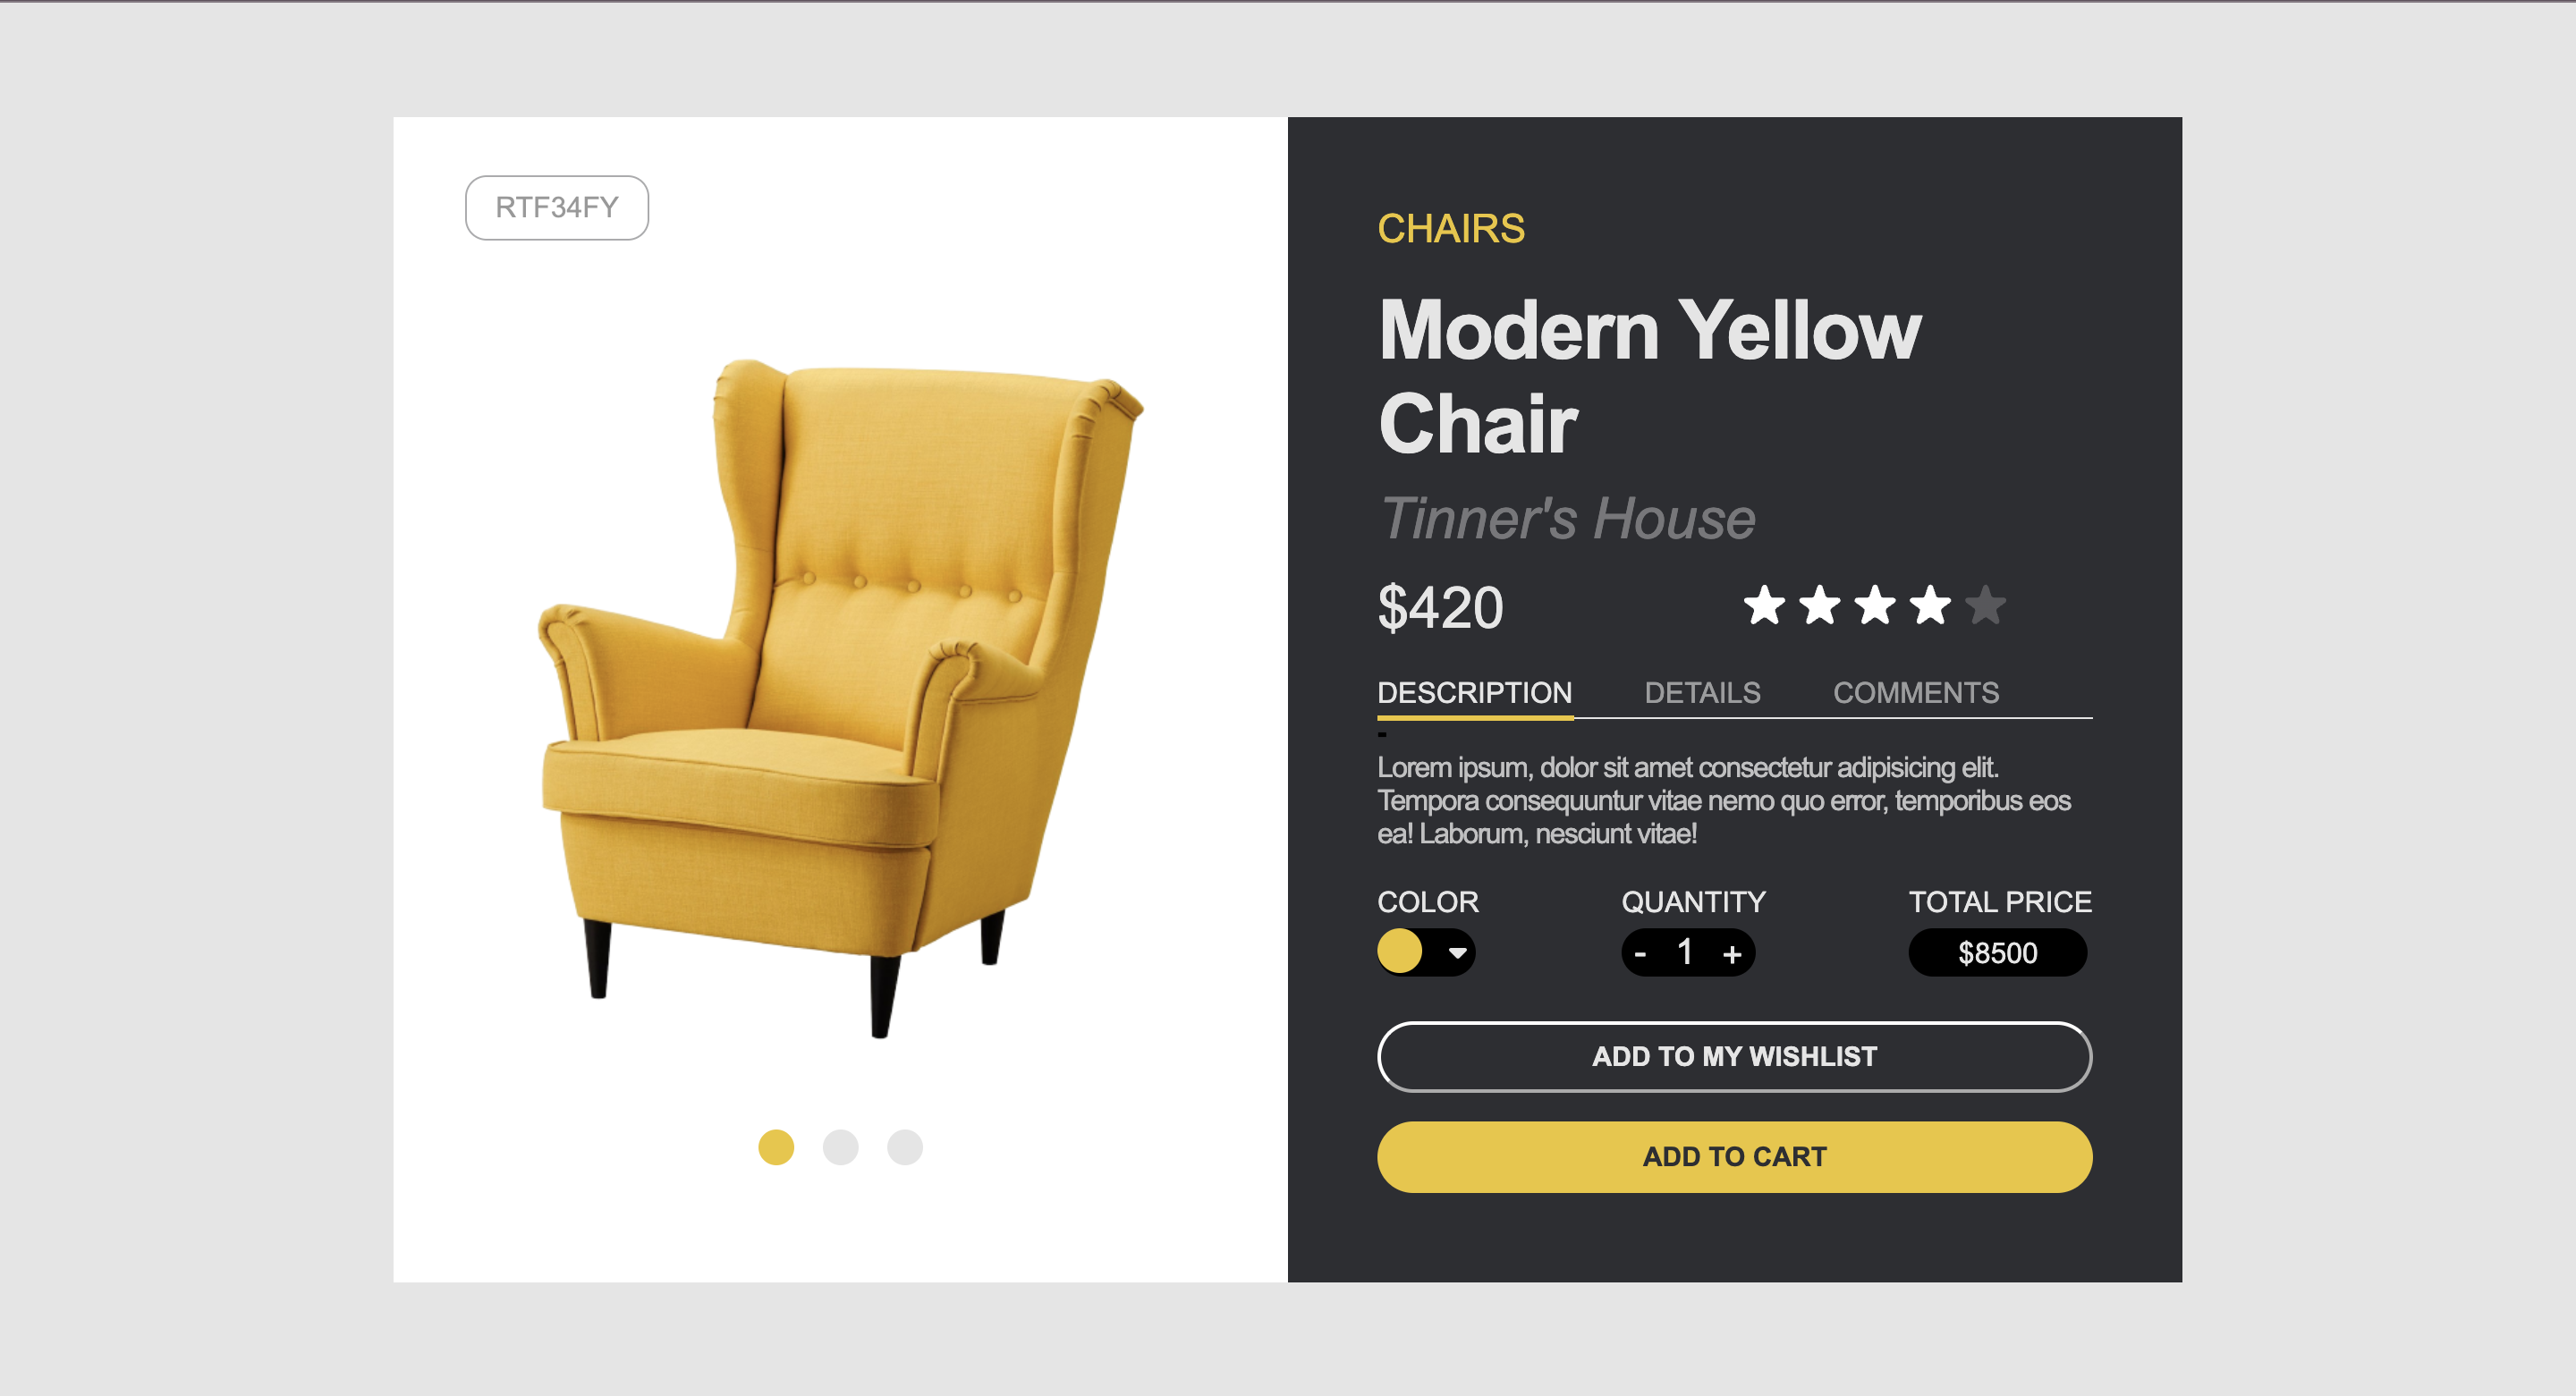 RTF34FY
CHAIRS
Modern Yellow
Chair
Tinner's House
$420
DESCRIPTION DETAILS COMMENTS
-
Lorem ipsum, dolor sit amet consectetur adipisicing elit.
Tempora consequuntur vitae nemo quo error, temporibus eos
ea! Laborum, nesciunt vitae!
COLOR QUANTITY TOTAL PRICE
- 1 + $8500
ADD TO MY WISHLIST
ADD TO CART